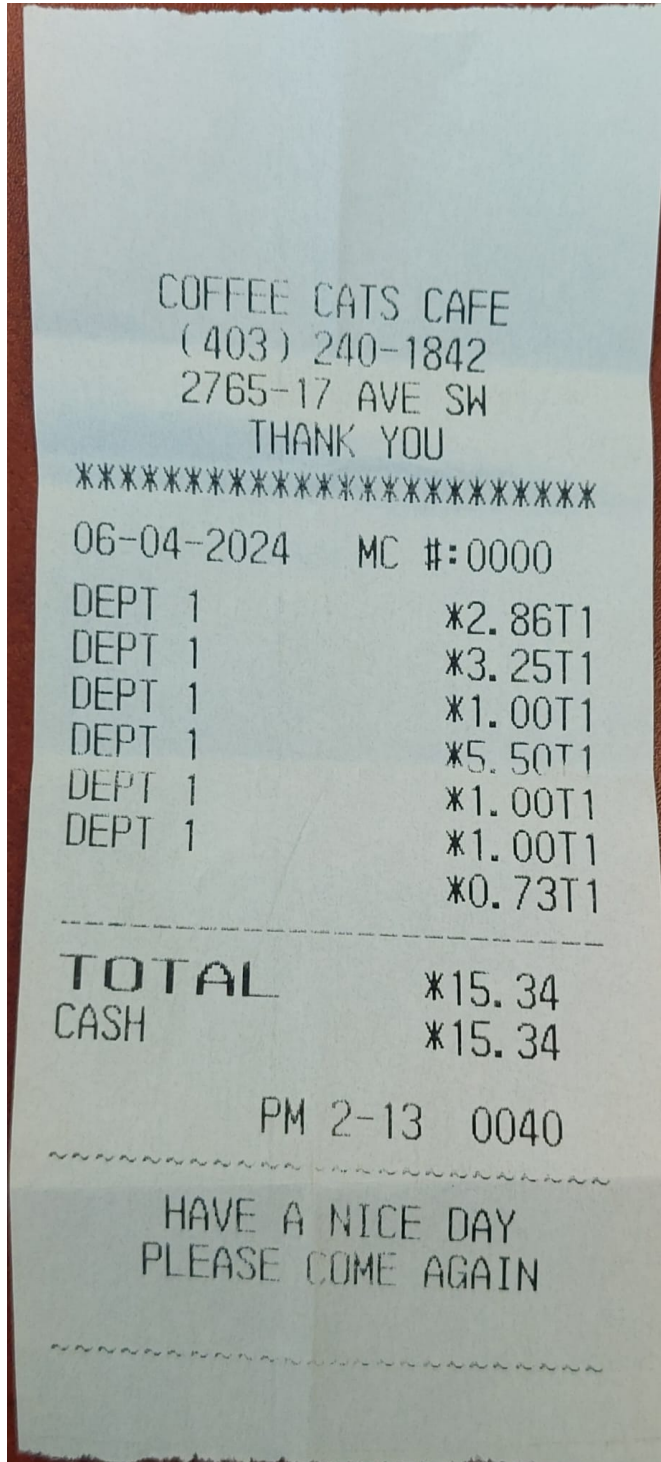 COFFEE CATS CAFE
(403) 240-1842
2765-17 AVE SW
THANK YOU
************************
06-04-2024 MC #:0000
DEPT 1 *2.86T1
DEPT 1 *3.25T1
DEPT 1 *1.00T1
DEPT 1 *5.50T1
DEPT 1 *1.00T1
DEPT 1 *1.00T1
*0.73T1
TOTAL *15.34
CASH *15.34
PM 2-13 0040
HAVE A NICE DAY
PLEASE COME AGAIN